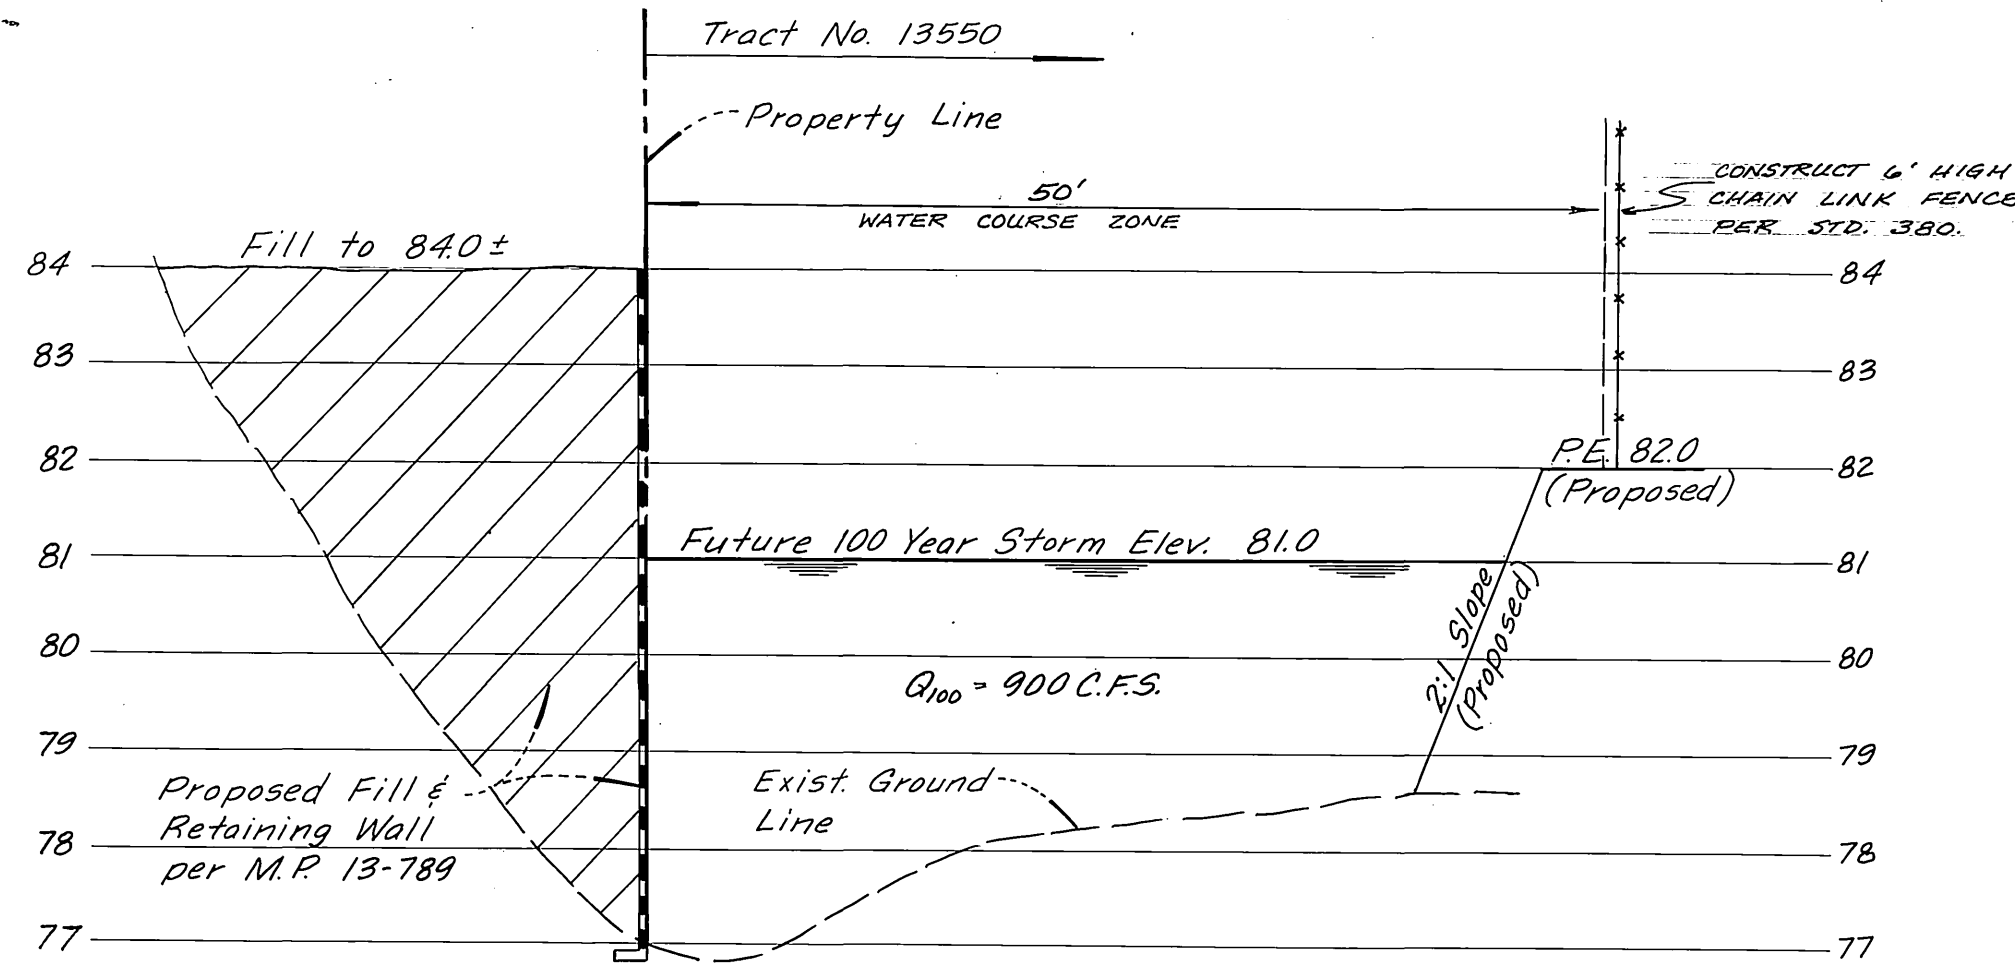 Tract No. 13550
Property Line
50'
WATER COURSE ZONE
CONSTRUCT 6' HIGH
CHAIN LINK FENCE
PER STD. 380.
Fill to 84.0 ±
84
84
83
83
82
P.E. 82.0
82
(Proposed)
Future 100 Year Storm Elev. 81.0
81
81
2:1 Slope
(Proposed)
80
80
Q100 = 900 C.F.S.
79
79
Proposed Fill &
Retaining Wall
per M.P. 13-789
Exist. Ground
Line
78
78
77
77